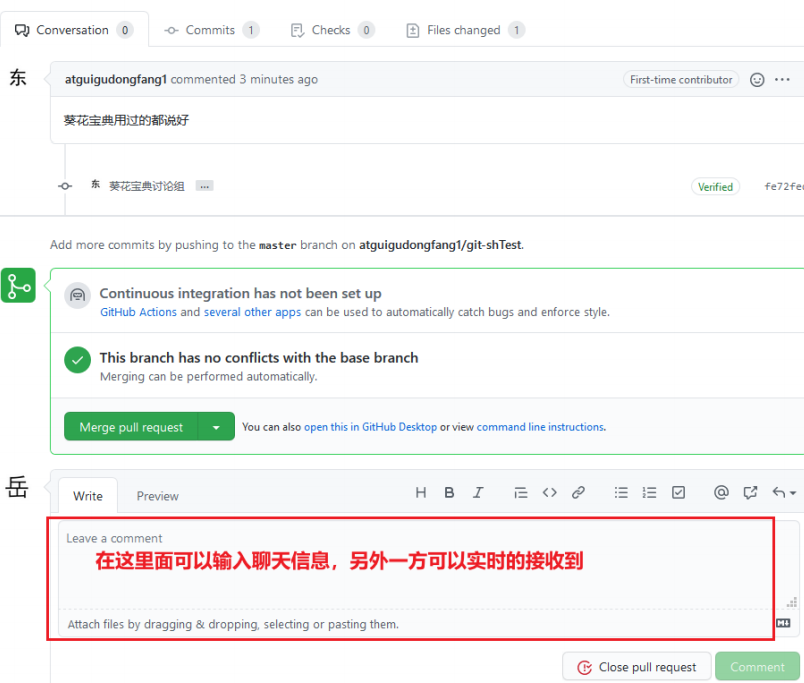 Conversation 0 Commits 1 Checks 0 Files changed 1
东
atguigudongfang1 commented 3 minutes ago First-time contributor
葵花宝典用过的都说好
东 葵花宝典讨论组 ... Verified fe72fe
Add more commits by pushing to the master branch on atguigudongfang1/git-shTest.
Continuous integration has not been set up
GitHub Actions and several other apps can be used to automatically catch bugs and enforce style.
This branch has no conflicts with the base branch
Merging can be performed automatically.
Merge pull request You can also open this in GitHub Desktop or view command line instructions.
岳
Write Preview H B I
Leave a comment
在这里面可以输入聊天信息，另外一方可以实时的接收到
Attach files by dragging & dropping, selecting or pasting them.
Close pull request Comment